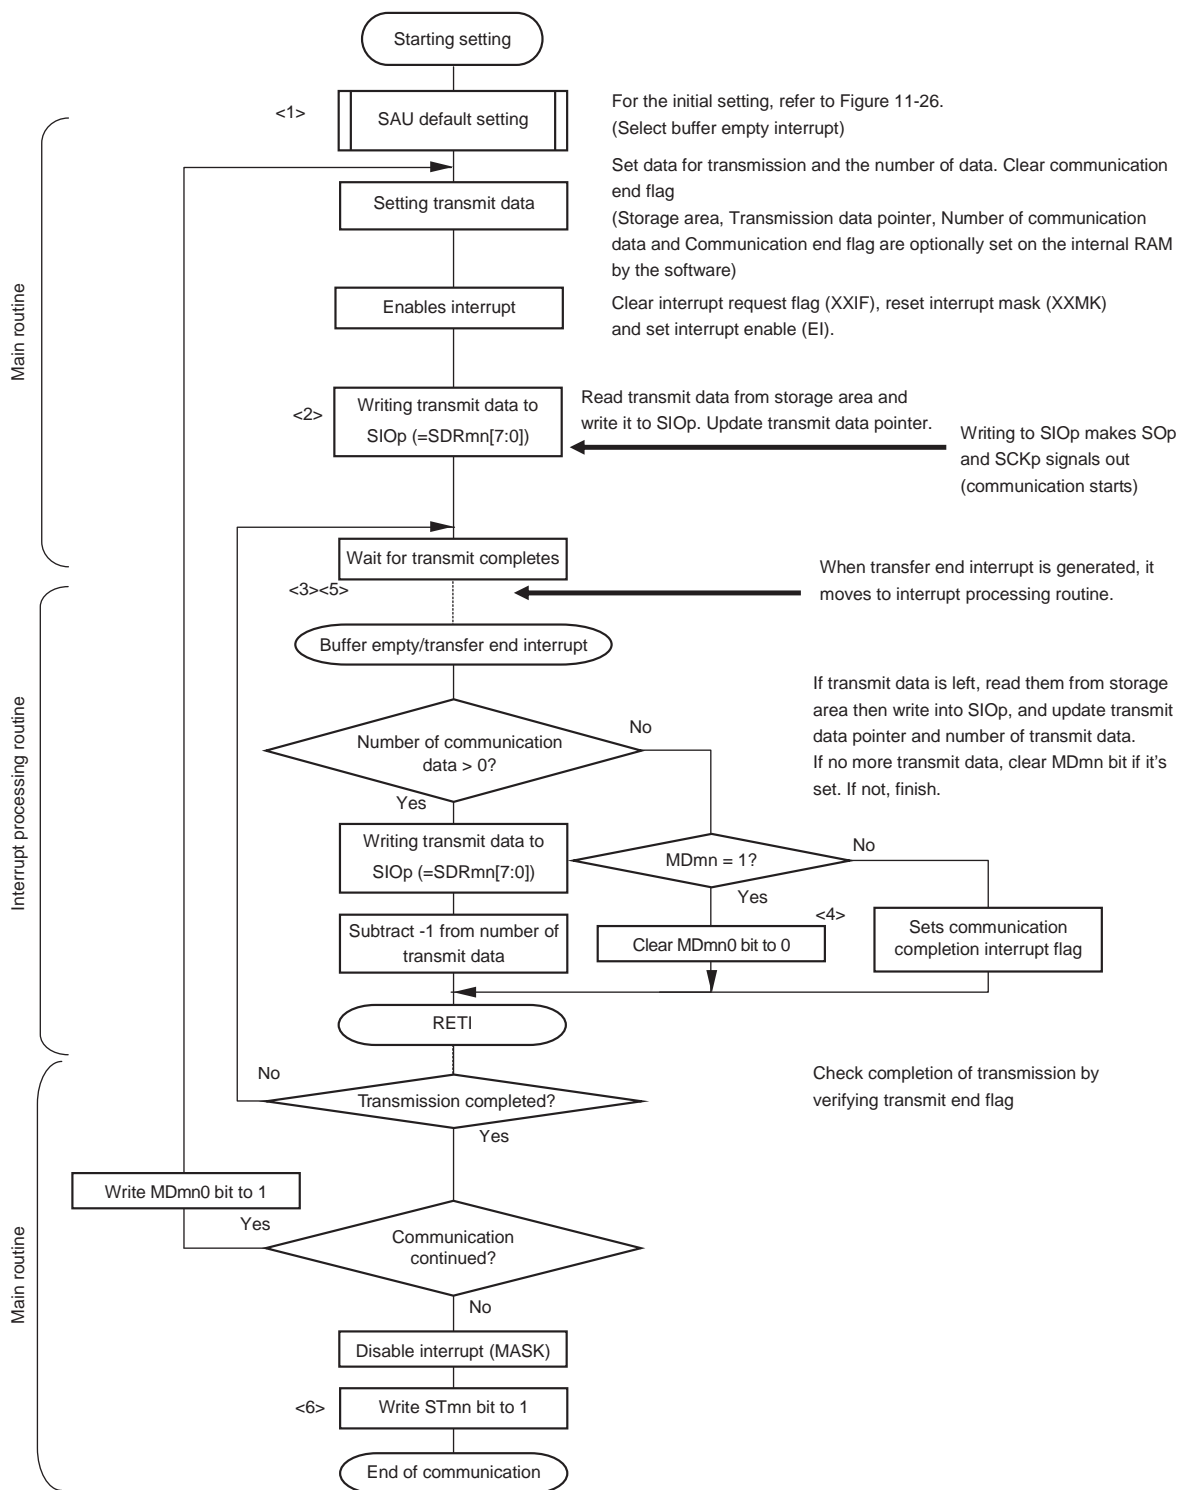 Starting setting
<1>
SAU default setting
For the initial setting, refer to Figure 11-26.
(Select buffer empty interrupt)
Set data for transmission and the number of data. Clear communication
end flag
(Storage area, Transmission data pointer, Number of communication
data and Communication end flag are optionally set on the internal RAM
by the software)
Setting transmit data
Main routine
Enables interrupt
Clear interrupt request flag (XXIF), reset interrupt mask (XXMK)
and set interrupt enable (EI).
<2>
Writing transmit data to
SIOp (=SDRmn[7:0])
Read transmit data from storage area and
write it to SIOp. Update transmit data pointer.
Writing to SIOp makes SOp
and SCKp signals out
(communication starts)
Wait for transmit completes
<3><5>
When transfer end interrupt is generated, it
moves to interrupt processing routine.
Interrupt processing routine
Buffer empty/transfer end interrupt
If transmit data is left, read them from storage
area then write into SIOp, and update transmit
data pointer and number of transmit data.
If no more transmit data, clear MDmn bit if it's
set. If not, finish.
Number of communication
data > 0?
No
Yes
Writing transmit data to
SIOp (=SDRmn[7:0])
MDmn = 1?
No
Yes
<4>
Subtract -1 from number of
transmit data
Clear MDmn0 bit to 0
Sets communication
completion interrupt flag
RETI
Main routine
No
Transmission completed?
Yes
Check completion of transmission by
verifying transmit end flag
Write MDmn0 bit to 1
Yes
Communication
continued?
No
Disable interrupt (MASK)
<6>
Write STmn bit to 1
End of communication